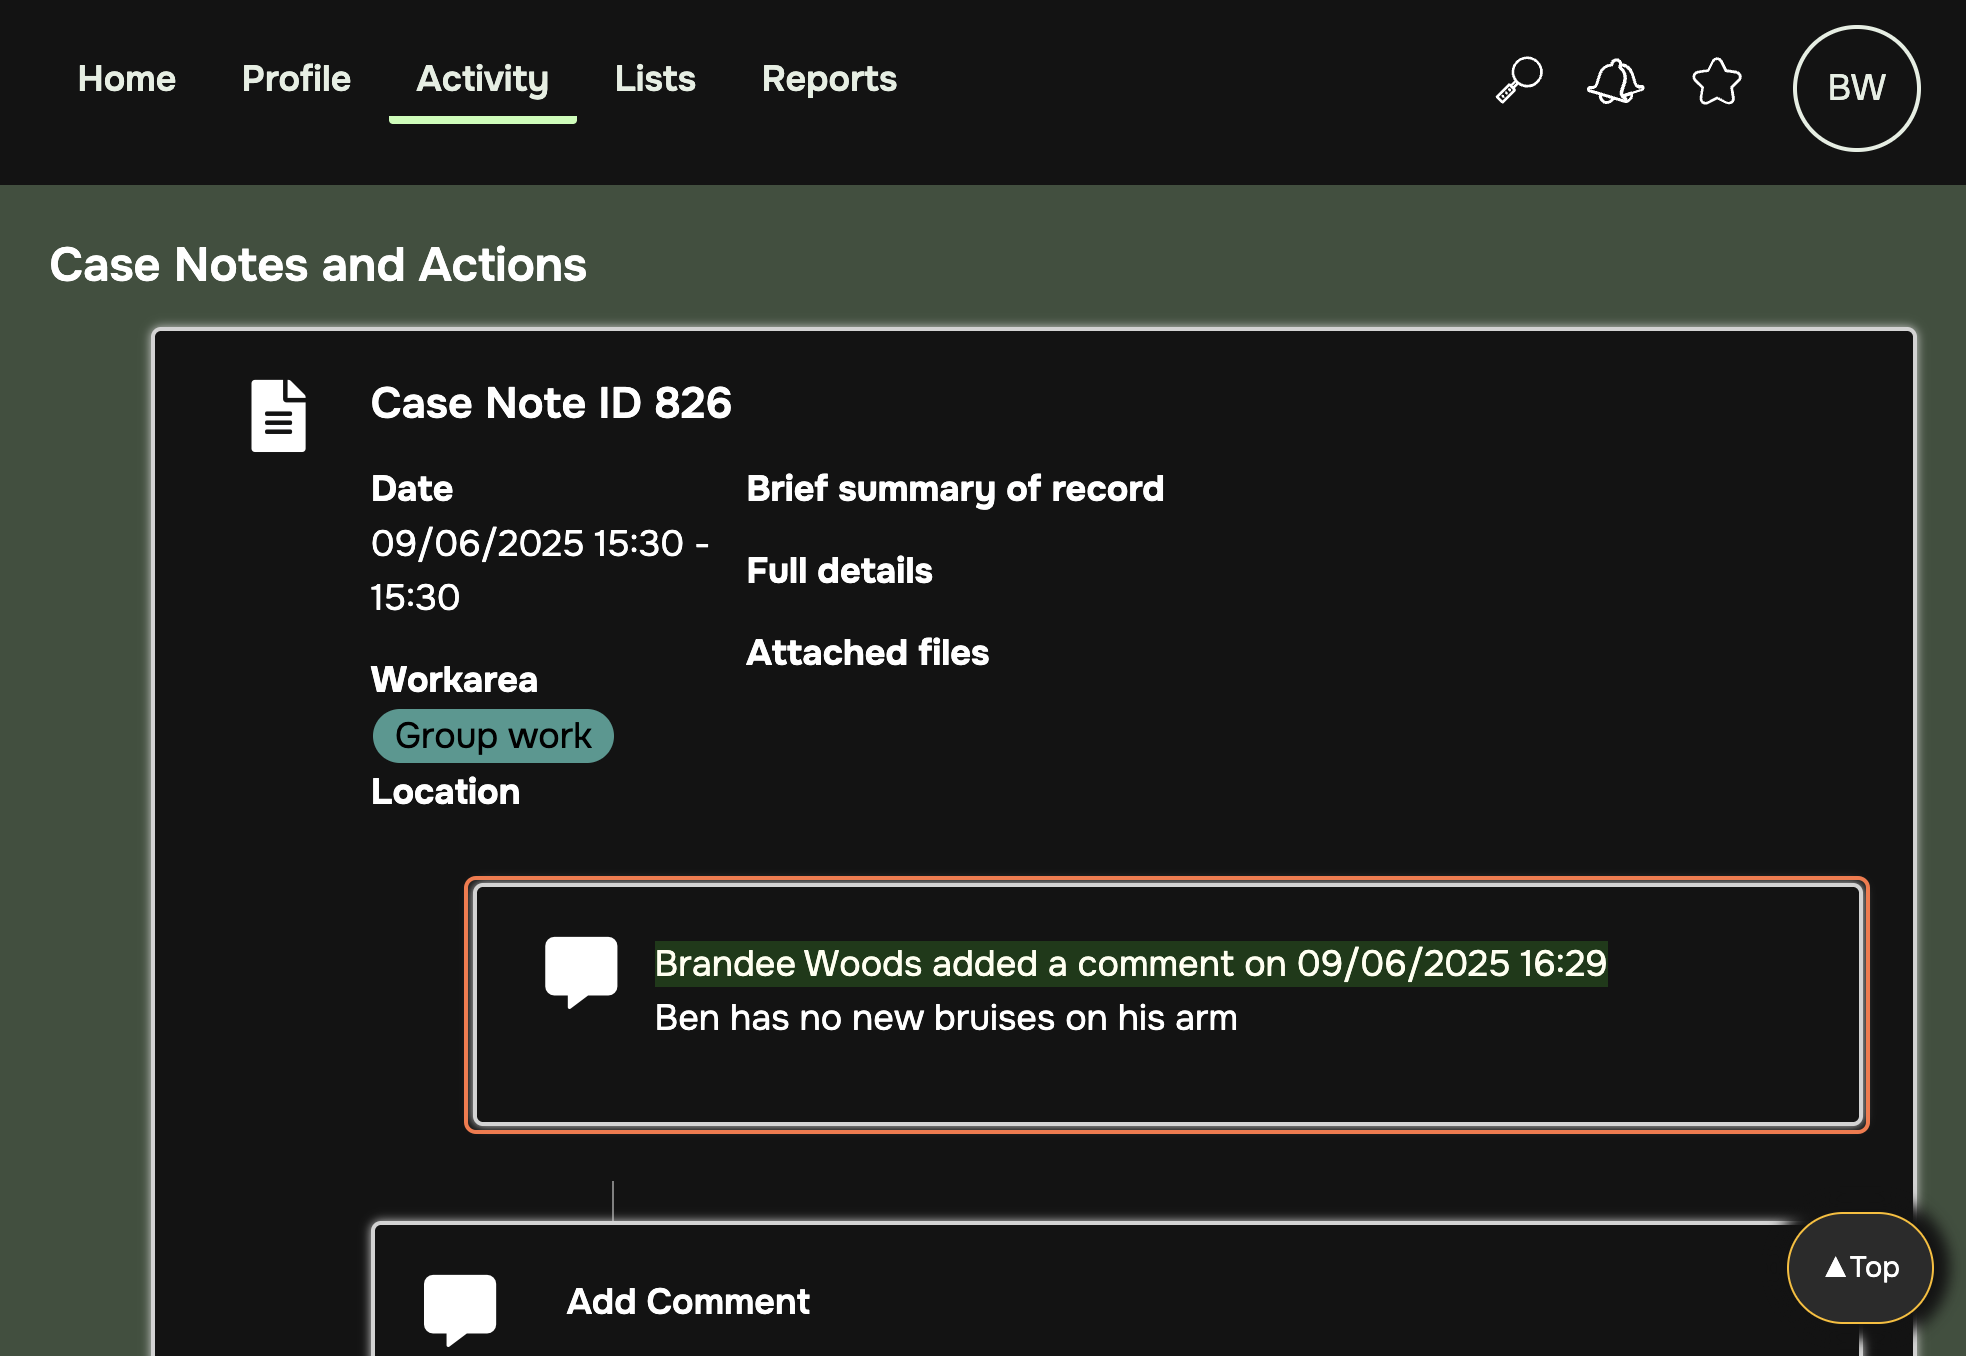 Home
Profile
Activity
Lists
Reports
BW
Case Notes and Actions
Case Note ID 826
Date
09/06/2025 15:30 -
15:30
Workarea
Group work
Location
Brief summary of record
Full details
Attached files
Brandee Woods added a comment on 09/06/2025 16:29
Ben has no new bruises on his arm
Add Comment
▲Top